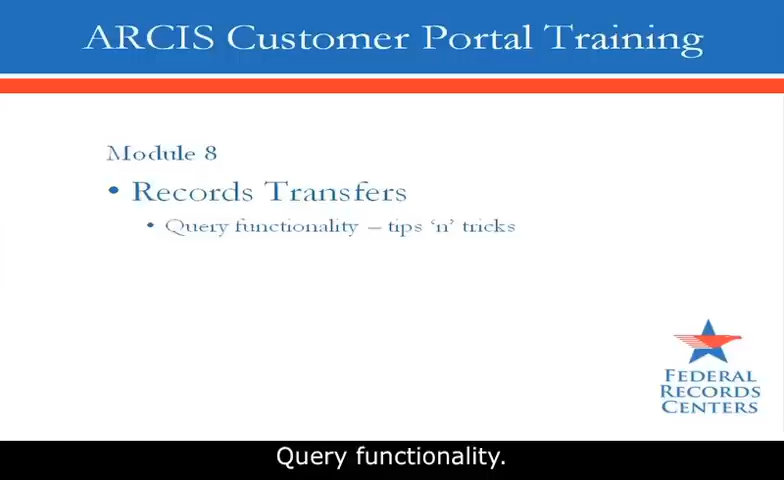 ARCIS Customer Portal Training
Module 8
• Records Transfers
• Query functionality – tips ‘n’ tricks
FEDERAL
RECORDS
CENTERS
Query functionality.